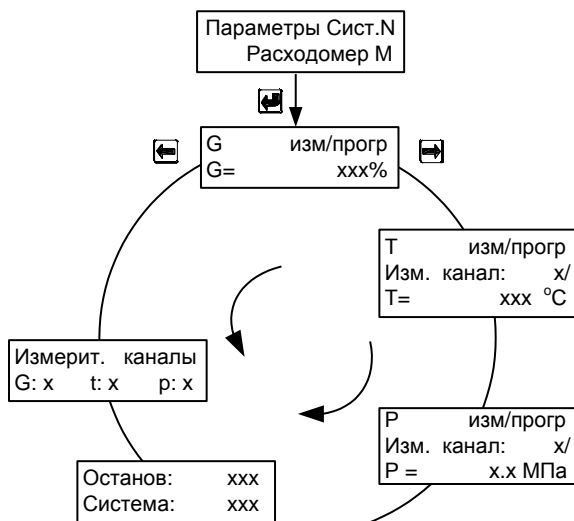 Параметры Сист.N
Расходомер M
G изм/прогр
G= xxx%
T изм/прогр
Изм. канал: x/
T= xxx °C
Измерит. каналы
G: x t: x p: x
P изм/прогр
Изм. канал: x/
P = x.x МПа
Останов: xxx
Система: xxx